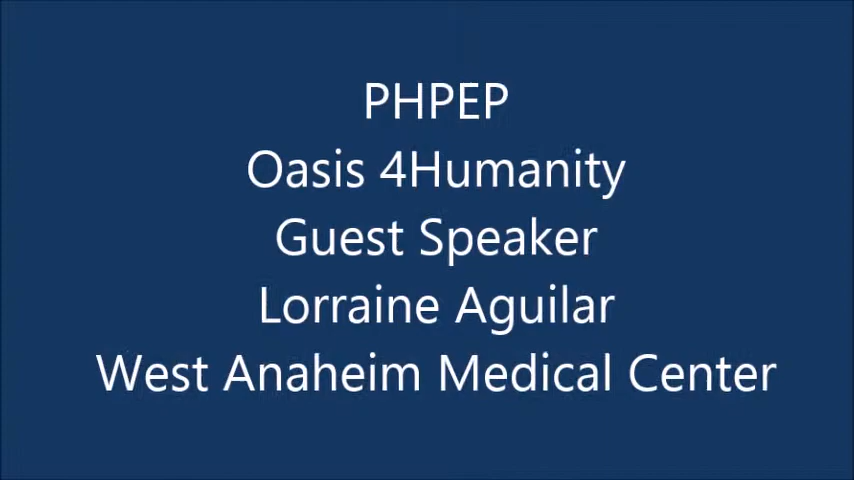 PHPEP
Oasis 4Humanity
Guest Speaker
Lorraine Aguilar
West Anaheim Medical Center